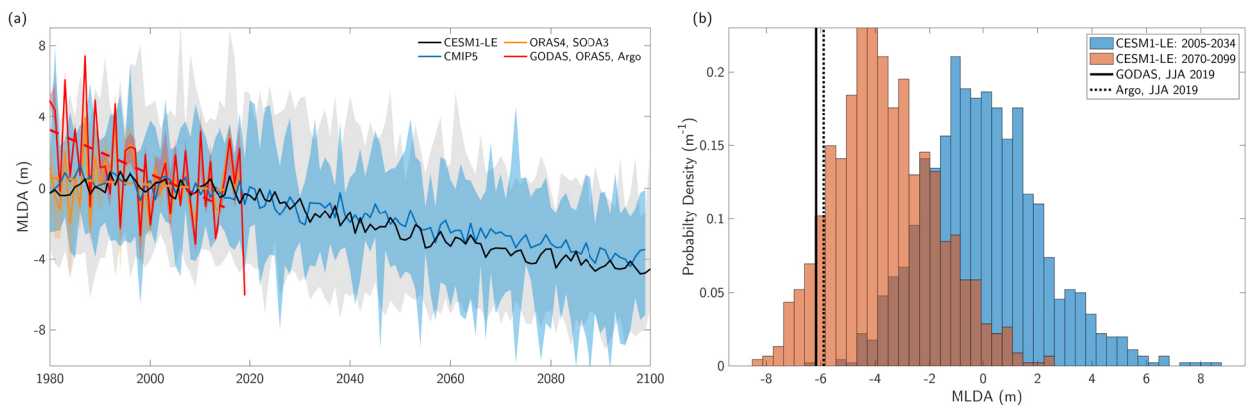 (a)
8
4
0
-4
-8
MLDA (m)
CESM1-LE
CMIP5
ORAS4, SODA3
GODAS, ORAS5, Argo
1980
2000
2020
2040
2060
2080
2100
(b)
0.2
0.15
0.1
0.05
0
Probabilty Density (m⁻¹)
CESM1-LE: 2005-2034
CESM1-LE: 2070-2099
GODAS, JJA 2019
Argo, JJA 2019
-8
-6
-4
-2
0
2
4
6
8
MLDA (m)